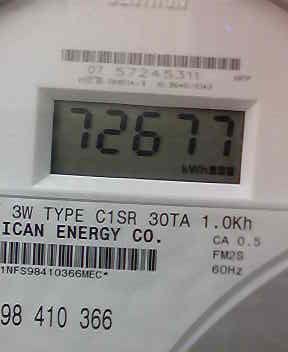 07 57245311
72677
kWh
3W TYPE C1SR 30TA 1.0Kh
ICAN ENERGY CO.
CA 0.5
FM2S
60Hz
1NFS98410366MEC*
98 410 366